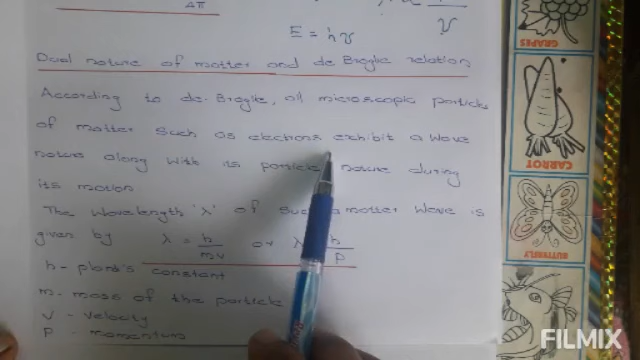 4π
E = hν
ν
Dual nature of matter and de Broglie relation
According to de-Broglie, all microscopic particles
of matter such as electrons exhibit a wave
nature along with its particle nature during
its motion
The wavelength 'λ' of such matter wave is
given by λ = h/mv or λ h/p
h - plank's constant
m - mass of the particle
V - velocity
P - momentum
GRAPES
CARROT
BUTTERFLY
FILMIX